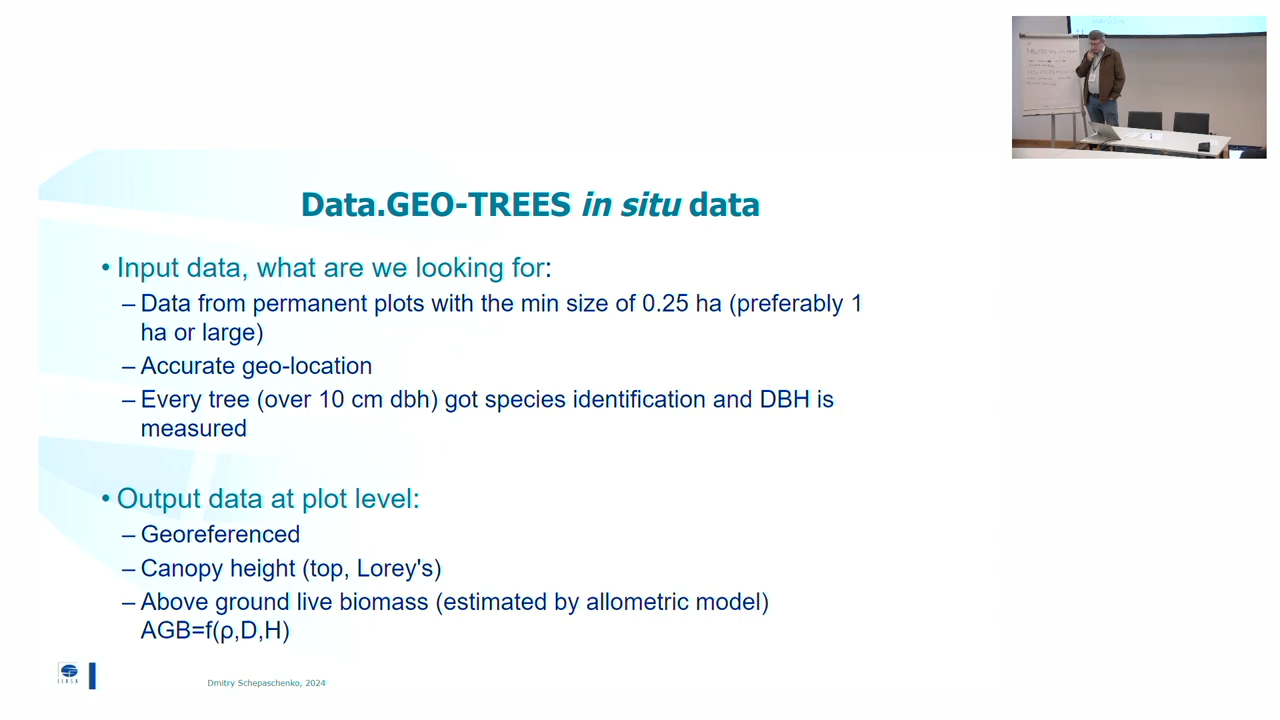 Data.GEO-TREES in situ data
• Input data, what are we looking for:
– Data from permanent plots with the min size of 0.25 ha (preferably 1
ha or large)
– Accurate geo-location
– Every tree (over 10 cm dbh) got species identification and DBH is
measured
• Output data at plot level:
– Georeferenced
– Canopy height (top, Lorey's)
– Above ground live biomass (estimated by allometric model)
AGB=f(ρ,D,H)
IIASA
Dmitry Schepaschenko, 2024